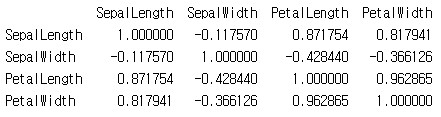 SepalLength SepalWidth PetalLength PetalWidth
SepalLength 1.000000 -0.117570 0.871754 0.817941
SepalWidth -0.117570 1.000000 -0.428440 -0.366126
PetalLength 0.871754 -0.428440 1.000000 0.962865
PetalWidth 0.817941 -0.366126 0.962865 1.000000